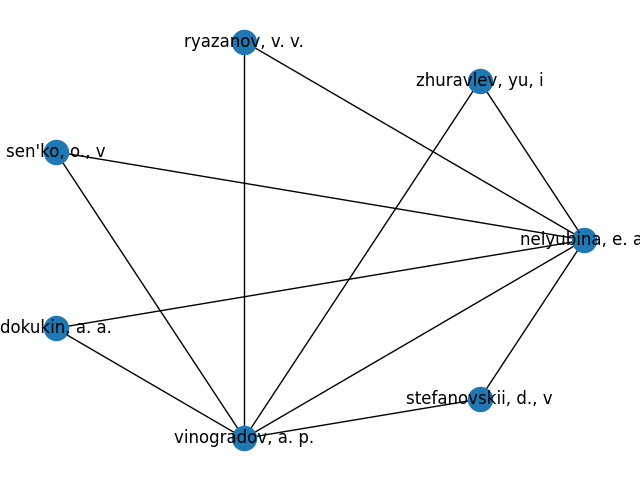 ryazanov, v. v.
zhuravlev, yu, i
sen'ko, o., v
nelyubina, e. a
dokukin, a. a.
stefanovskii, d., v
vinogradov, a. p.